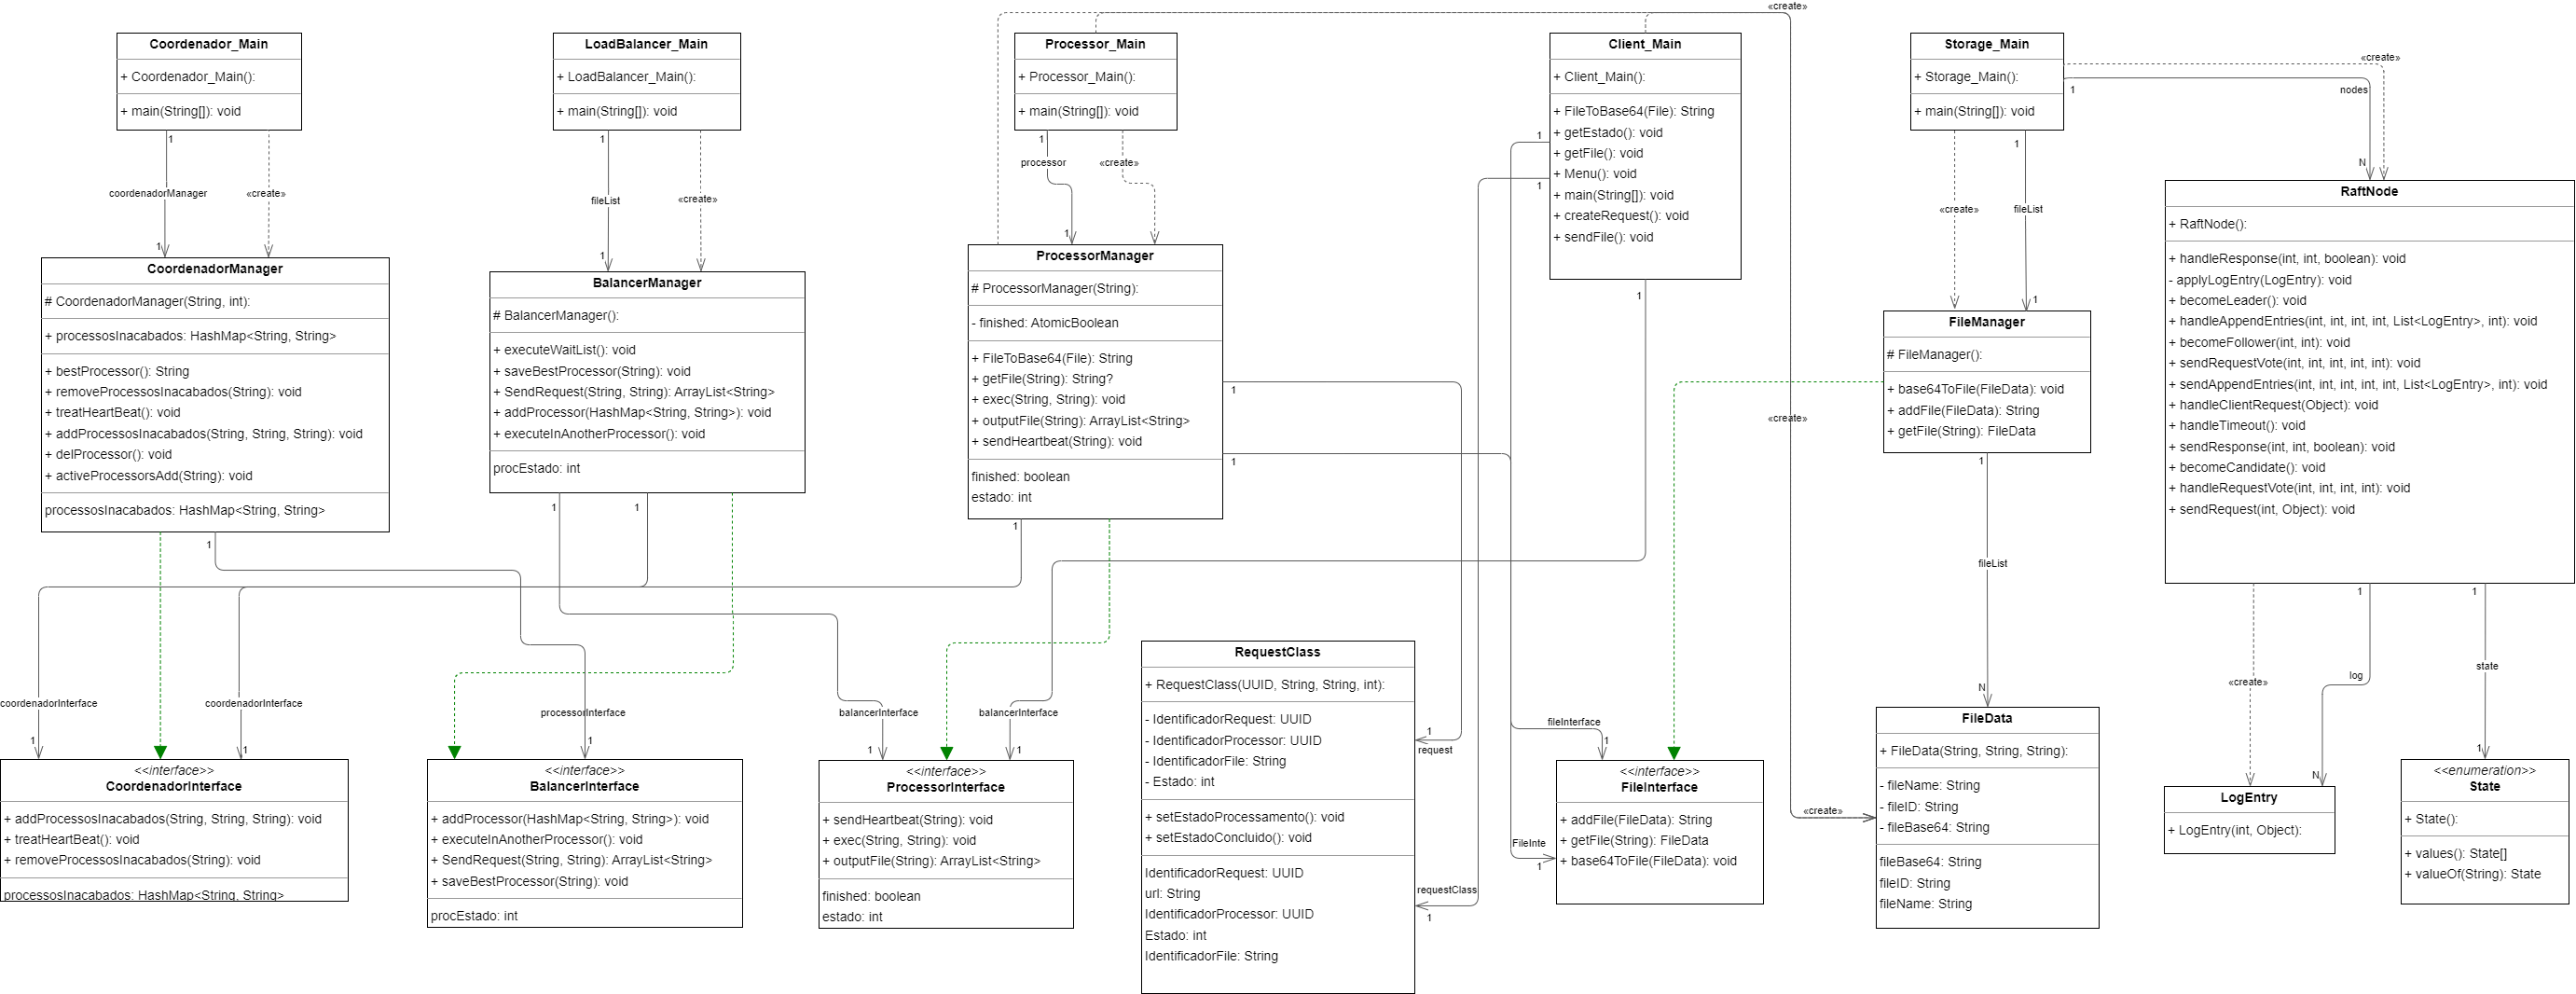 «create»
Coordenador_Main
+ Coordenador_Main():
+ main(String[]): void
LoadBalancer_Main
+ LoadBalancer_Main():
+ main(String[]): void
Processor_Main
+ Processor_Main():
+ main(String[]): void
Client_Main
+ Client_Main():
+ FileToBase64(File): String
+ getEstado(): void
+ getFile(): void
+ Menu(): void
+ main(String[]): void
+ createRequest(): void
+ sendFile(): void
Storage_Main
+ Storage_Main():
+ main(String[]): void
«create»
1
nodes
N
1
coordenadorManager
«create»
1
1
fileList
«create»
1
1
processor
«create»
1
1
1
1
«create»
fileList
1
1
CoordenadorManager
# CoordenadorManager(String, int):
+ processosInacabados: HashMap<String, String>
+ bestProcessor(): String
+ removeProcessosInacabados(String): void
+ treatHeartBeat(): void
+ addProcessosInacabados(String, String, String): void
+ delProcessor(): void
+ activeProcessorsAdd(String): void
processosInacabados: HashMap<String, String>
BalancerManager
# BalancerManager():
+ executeWaitList(): void
+ saveBestProcessor(String): void
+ SendRequest(String, String): ArrayList<String>
+ addProcessor(HashMap<String, String>): void
+ executeInAnotherProcessor(): void
procEstado: int
ProcessorManager
# ProcessorManager(String):
- finished: AtomicBoolean
+ FileToBase64(File): String
+ getFile(String): String?
+ exec(String, String): void
+ outputFile(String): ArrayList<String>
+ sendHeartbeat(String): void
finished: boolean
estado: int
1
1
«create»
FileManager
# FileManager():
+ base64ToFile(FileData): void
+ addFile(FileData): String
+ getFile(String): FileData
RaftNode
+ RaftNode():
+ handleResponse(int, int, boolean): void
- applyLogEntry(LogEntry): void
+ becomeLeader(): void
+ handleAppendEntries(int, int, int, int, List<LogEntry>, int): void
+ becomeFollower(int, int): void
+ sendRequestVote(int, int, int, int, int): void
+ sendAppendEntries(int, int, int, int, int, List<LogEntry>, int): void
+ handleClientRequest(Object): void
+ handleTimeout(): void
+ sendResponse(int, int, boolean): void
+ becomeCandidate(): void
+ handleRequestVote(int, int, int, int): void
+ sendRequest(int, Object): void
1
1
1
1
1
fileList
N
1
1
«create»
log
state
N
1
coordenadorInterface
1
coordenadorInterface
1
processorInterface
1
balancerInterface
1
balancerInterface
1
1
request
requestClass
1
fileInterface
1
FileInte
1
«create»
<<interface>>
CoordenadorInterface
+ addProcessosInacabados(String, String, String): void
+ treatHeartBeat(): void
+ removeProcessosInacabados(String): void
processosInacabados: HashMap<String, String>
<<interface>>
BalancerInterface
+ addProcessor(HashMap<String, String>): void
+ executeInAnotherProcessor(): void
+ SendRequest(String, String): ArrayList<String>
+ saveBestProcessor(String): void
procEstado: int
<<interface>>
ProcessorInterface
+ sendHeartbeat(String): void
+ exec(String, String): void
+ outputFile(String): ArrayList<String>
finished: boolean
estado: int
RequestClass
+ RequestClass(UUID, String, String, int):
- IdentificadorRequest: UUID
- IdentificadorProcessor: UUID
- IdentificadorFile: String
- Estado: int
+ setEstadoProcessamento(): void
+ setEstadoConcluido(): void
IdentificadorRequest: UUID
url: String
IdentificadorProcessor: UUID
Estado: int
IdentificadorFile: String
<<interface>>
FileInterface
+ addFile(FileData): String
+ getFile(String): FileData
+ base64ToFile(FileData): void
FileData
+ FileData(String, String, String):
- fileName: String
- fileID: String
- fileBase64: String
fileBase64: String
fileID: String
fileName: String
LogEntry
+ LogEntry(int, Object):
<<enumeration>>
State
+ State():
+ values(): State[]
+ valueOf(String): State